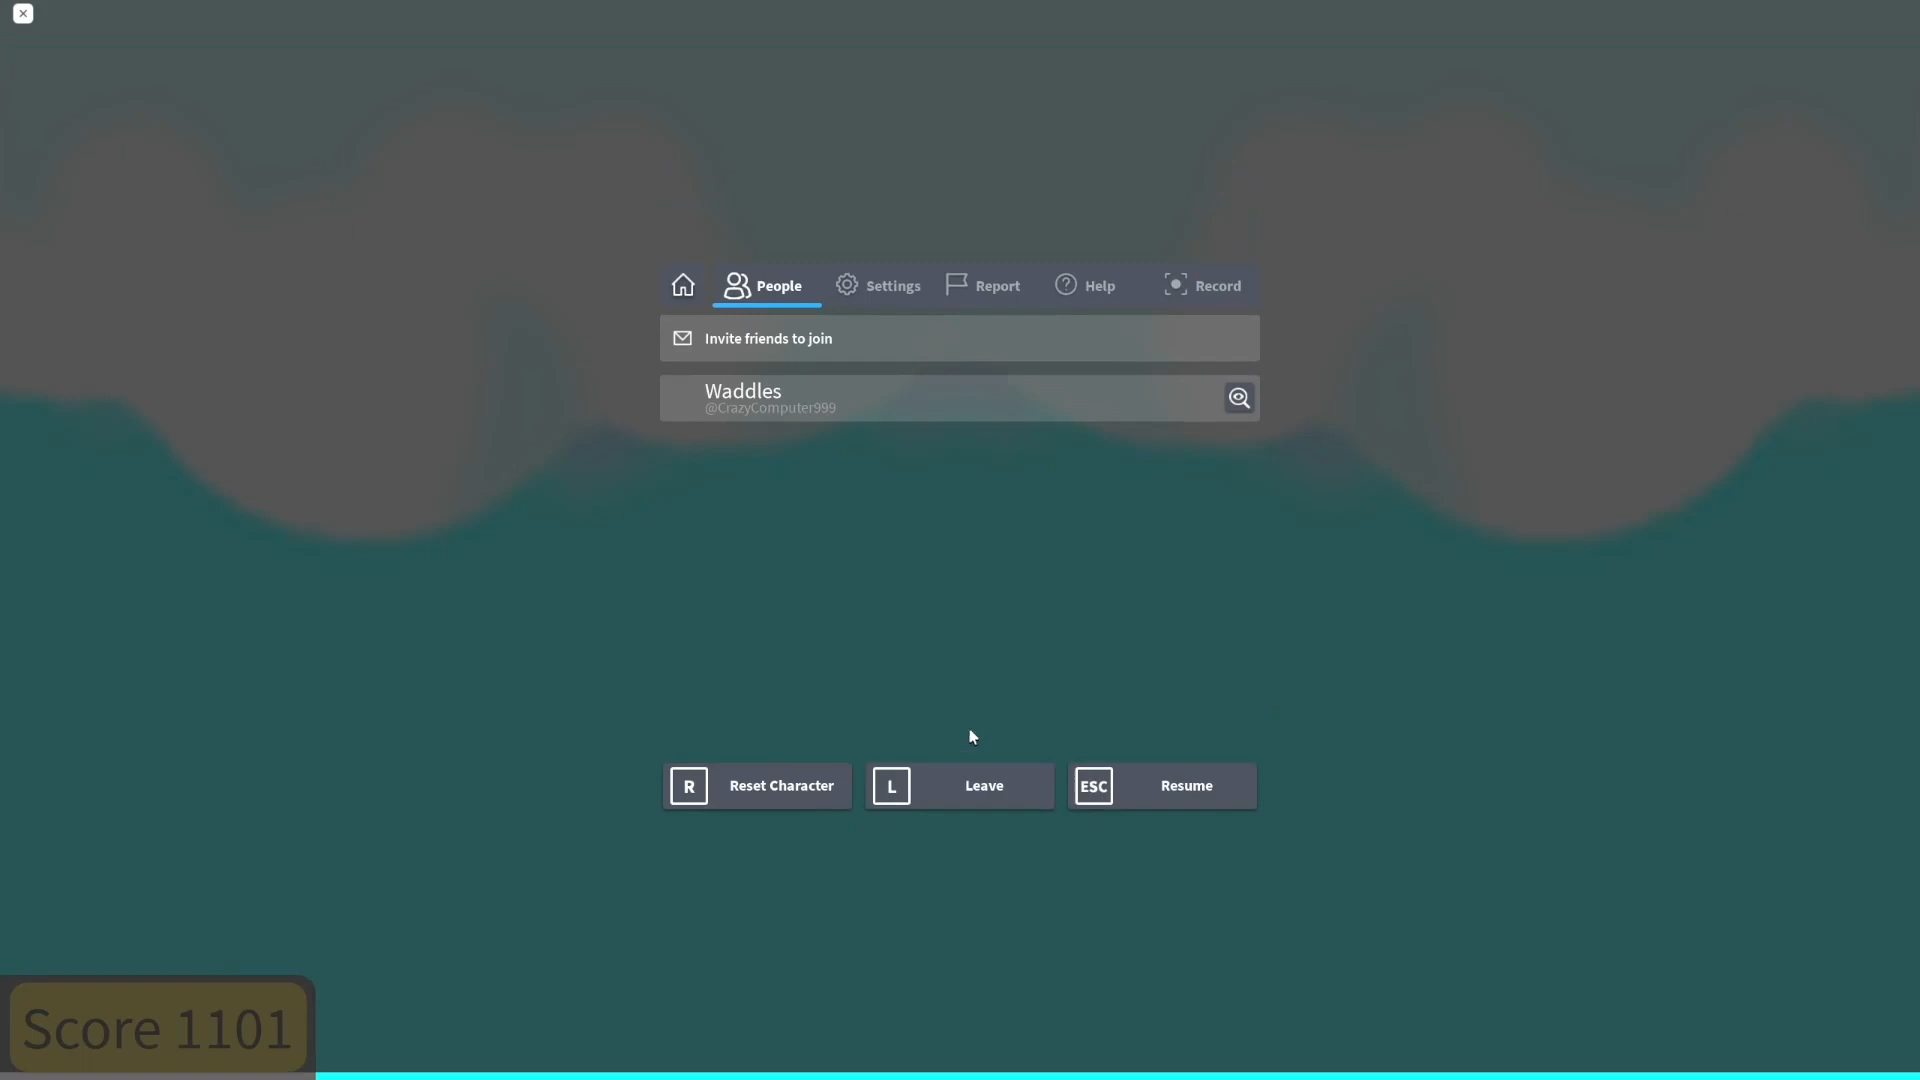 People
Settings
Report
Help
Record
Invite friends to join
Waddles
@CrazyComputer999
R
Reset Character
L
Leave
ESC
Resume
Score 1101